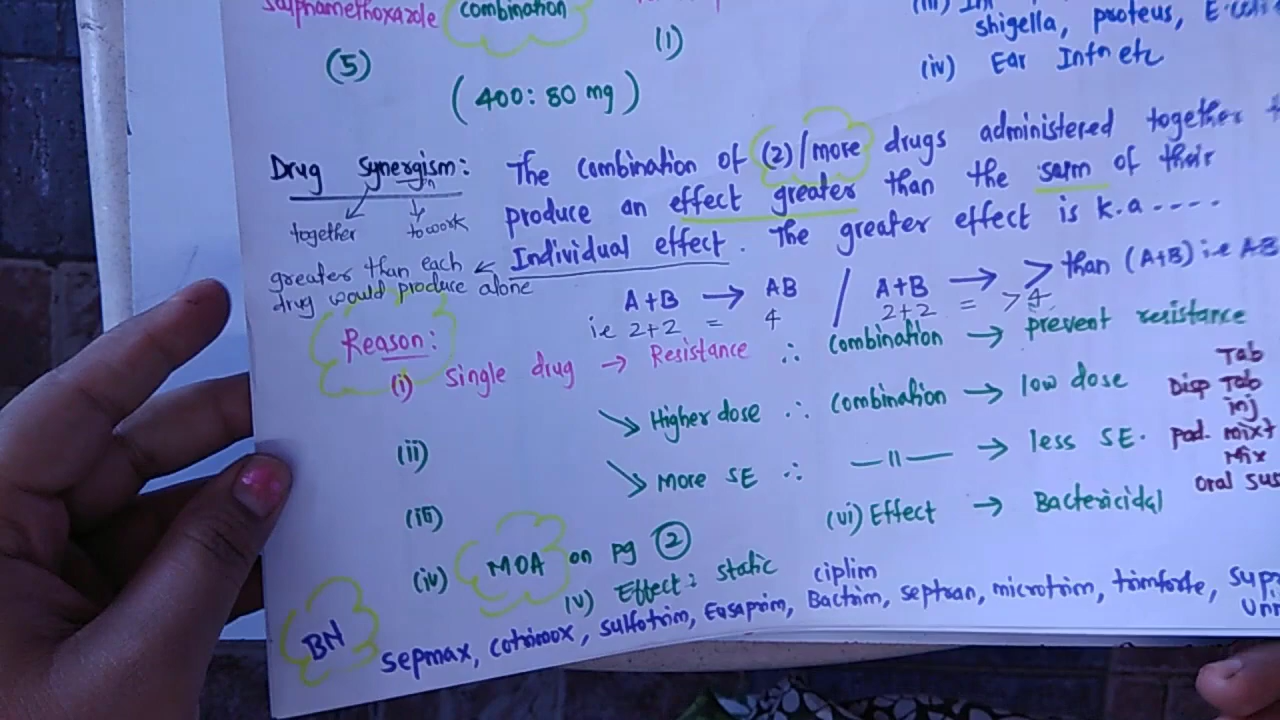 sulphamethoxazole combination
(iii) Inf
shigella, proteus, E-coli
(5) (1)
(iv) Ear Infn etc
(400:80 mg)
Drug Synergism: The combination of (2)/more drugs administered together
together to work
produce an effect greater than the sum of their
Individual effect. The greater effect is k.a ....
greater than each
drug would produce alone
A+B → AB / A+B → > than (A+B) i.e AB
ie 2+2 = 4 2+2 = >4
Reason:
(i) Single drug → Resistance ∴ combination → prevent resistance
(ii) ↘ Higher dose ∴ combination → low dose
(iii) ↘ More SE ∴ —〃— → less SE.
Tab
Disp Tab
inj
pad. mixt
Mix
Oral sus
(iv) MOA on pg 2
(vi) Effect → Bactericidal
iv) Effect: static
ciplim
BN sepmax, cotrimox, sulfotrim, Easaprim, Bactrim, septran, microtrim, trimforte,